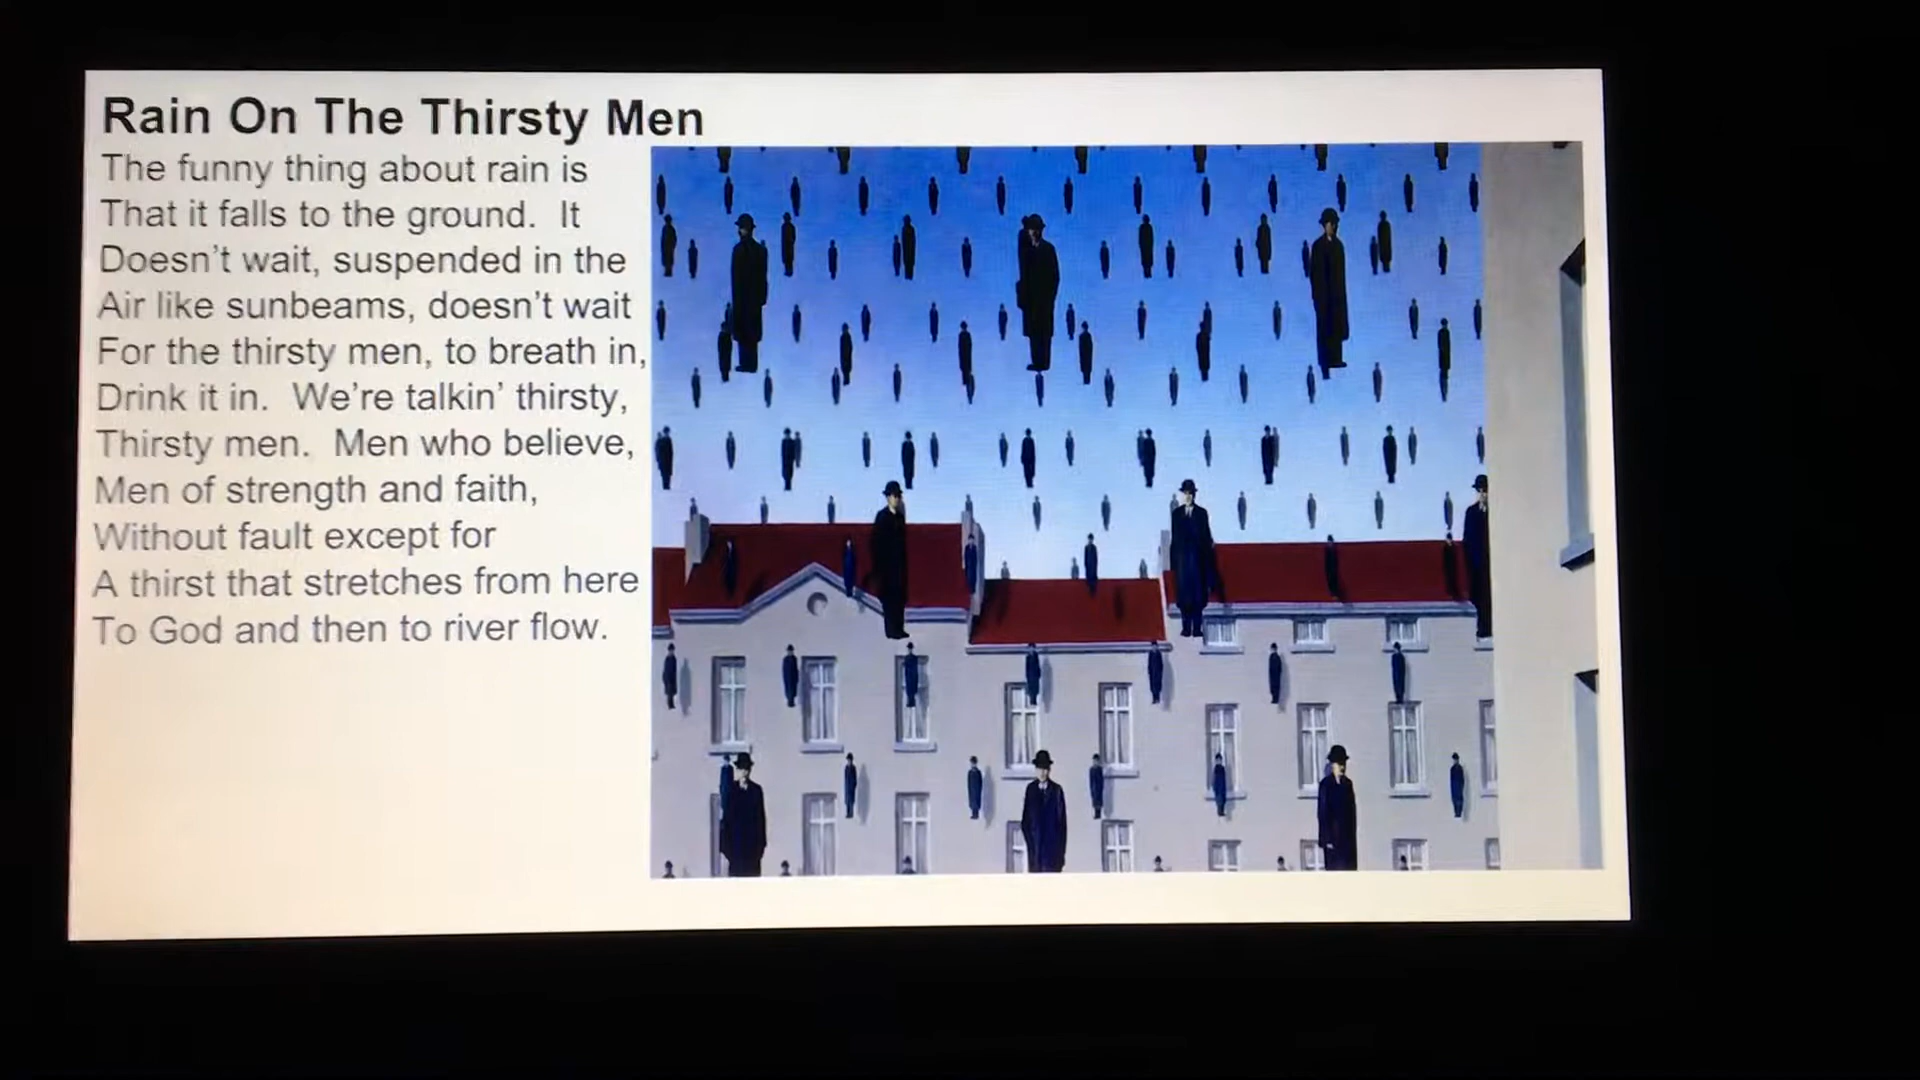 Rain On The Thirsty Men
The funny thing about rain is
That it falls to the ground.  It
Doesn't wait, suspended in the
Air like sunbeams, doesn't wait
For the thirsty men, to breath in,
Drink it in.  We're talkin' thirsty,
Thirsty men.  Men who believe,
Men of strength and faith,
Without fault except for
A thirst that stretches from here
To God and then to river flow.